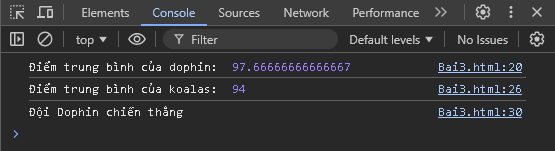 Elements Console Sources Network Performance
top Filter Default levels No Issues
Điểm trung bình của dophin: 97.66666666666667 Bai3.html:20
Điểm trung bình của koalas: 94 Bai3.html:26
Đội Dophin chiến thắng Bai3.html:30